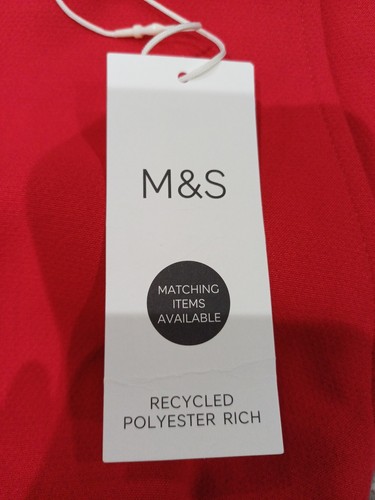 M&S
MATCHING
ITEMS
AVAILABLE
RECYCLED
POLYESTER RICH